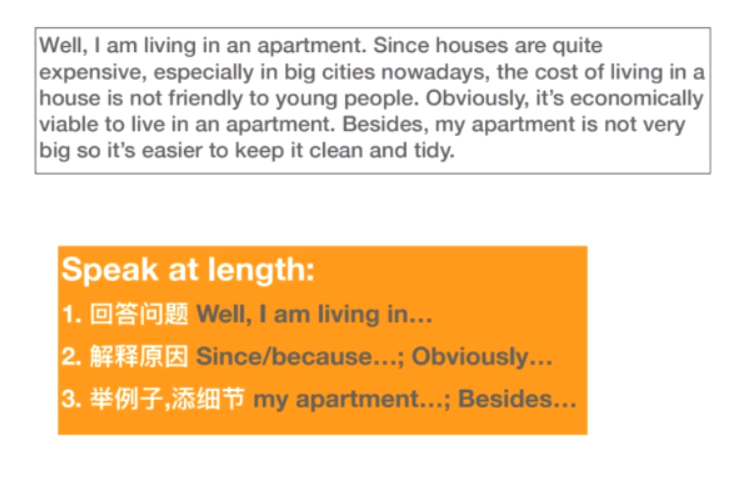 Well, I am living in an apartment. Since houses are quite
expensive, especially in big cities nowadays, the cost of living in a
house is not friendly to young people. Obviously, it’s economically
viable to live in an apartment. Besides, my apartment is not very
big so it’s easier to keep it clean and tidy.
Speak at length:
1. 回答问题 Well, I am living in…
2. 解释原因 Since/because…; Obviously…
3. 举例子,添细节 my apartment…; Besides…